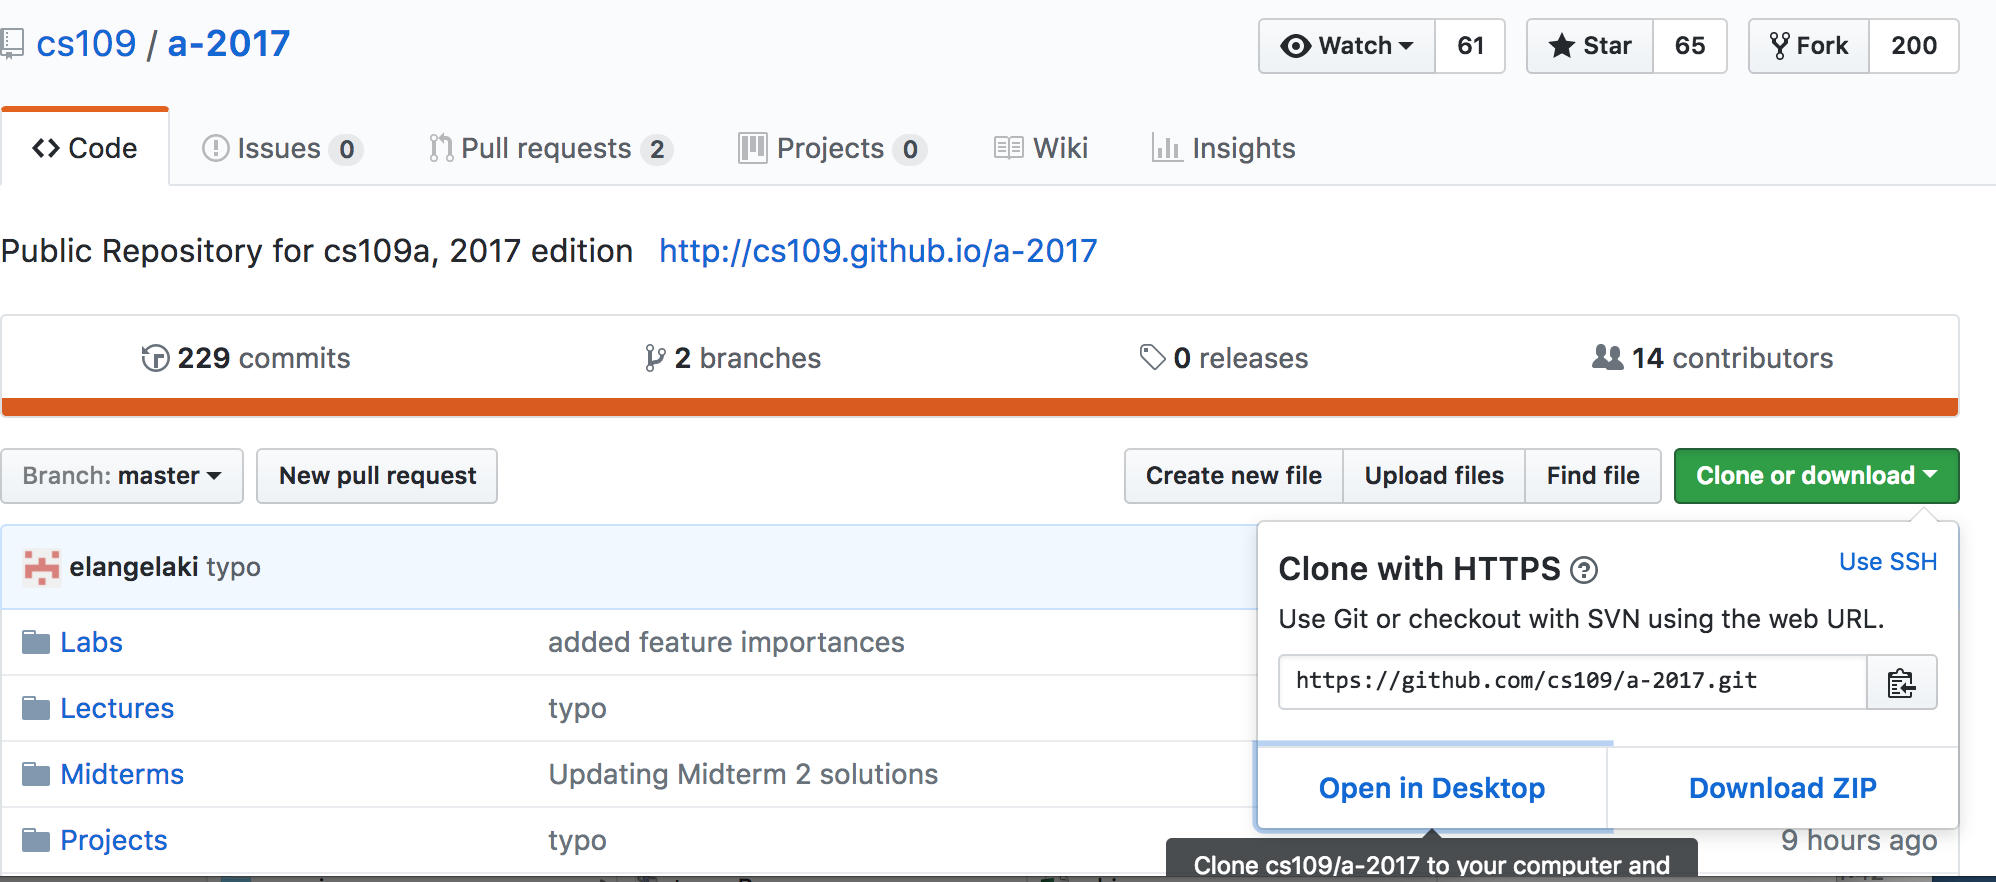 cs109 / a-2017
Watch 61 Star 65 Fork 200
Code Issues 0 Pull requests 2 Projects 0 Wiki Insights
Public Repository for cs109a, 2017 edition http://cs109.github.io/a-2017
229 commits 2 branches 0 releases 14 contributors
Branch: master New pull request Create new file Upload files Find file Clone or download
elangelaki typo
Clone with HTTPS ? Use SSH
Use Git or checkout with SVN using the web URL.
https://github.com/cs109/a-2017.git
Open in Desktop Download ZIP
Labs added feature importances
Lectures typo
Midterms Updating Midterm 2 solutions
Projects typo 9 hours ago
Clone cs109/a-2017 to your computer and